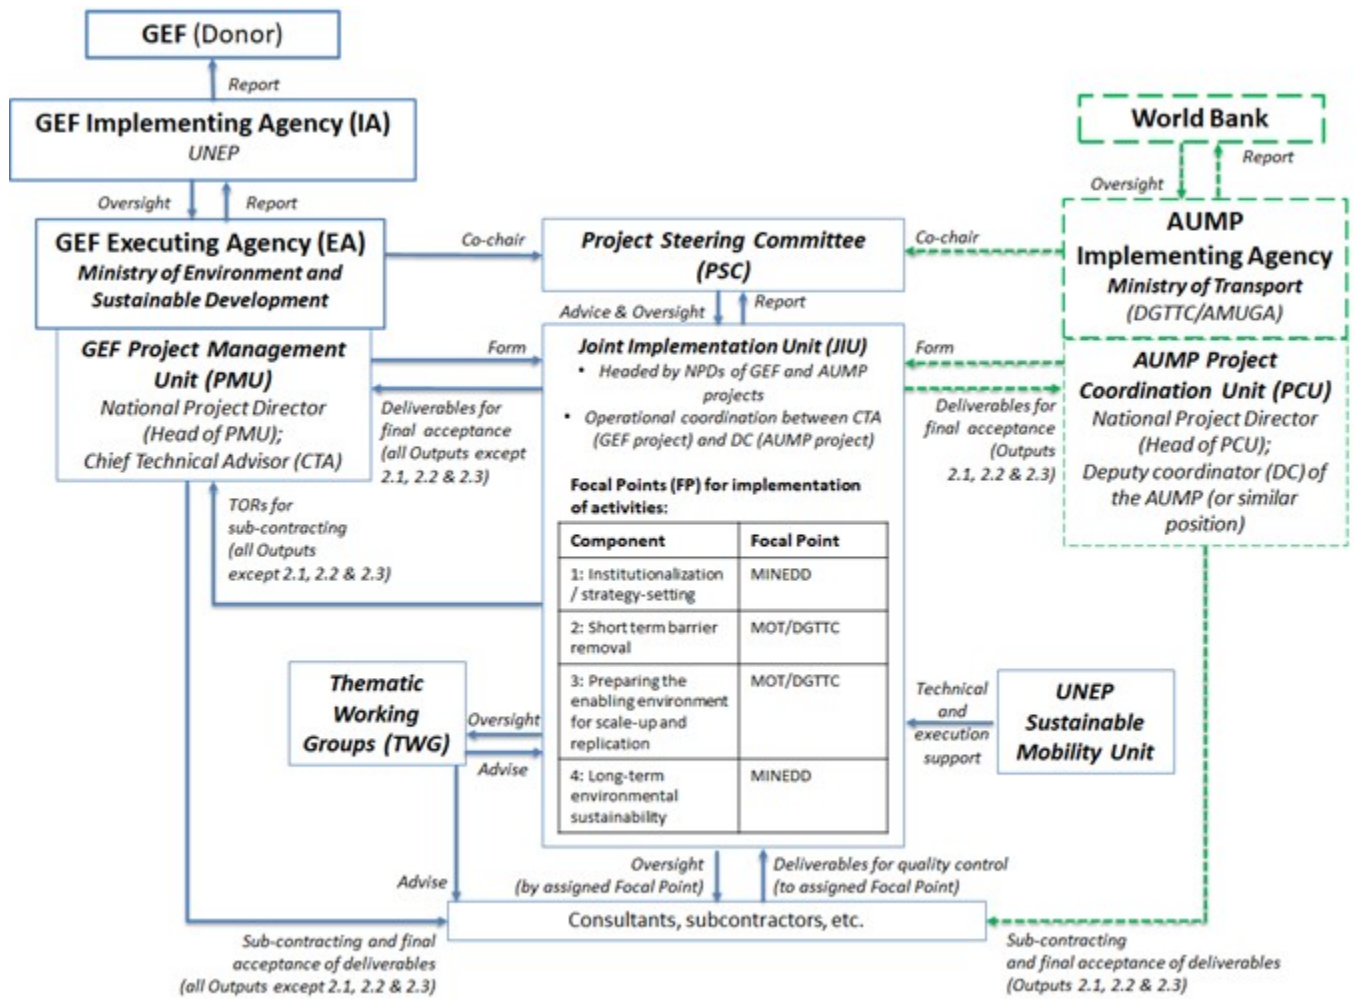 GEF (Donor)
Report
GEF Implementing Agency (IA)
UNEP
Oversight
Report
GEF Executing Agency (EA)
Ministry of Environment and
Sustainable Development
GEF Project Management
Unit (PMU)
National Project Director
(Head of PMU);
Chief Technical Advisor (CTA)
Co-chair
Project Steering Committee
(PSC)
Co-chair
World Bank
Oversight
Report
AUMP
Implementing Agency
Ministry of Transport
(DGTTC/AMUGA)
AUMP Project
Coordination Unit (PCU)
National Project Director
(Head of PCU);
Deputy coordinator (DC) of
the AUMP (or similar
position)
Advice & Oversight
Report
Form
Form
Deliverables for
final acceptance
(all Outputs except
2.1, 2.2 & 2.3)
Deliverables for
final acceptance
(Outputs
2.1, 2.2 & 2.3)
Joint Implementation Unit (JIU)
• Headed by NPDs of GEF and AUMP
projects
• Operational coordination between CTA
(GEF project) and DC (AUMP project)
Focal Points (FP) for implementation
of activities:
Component
Focal Point
1: Institutionalization
/ strategy-setting
MINEDD
2: Short term barrier
removal
MOT/DGTTC
3: Preparing the
enabling environment
for scale-up and
replication
MOT/DGTTC
4: Long-term
environmental
sustainability
MINEDD
TORs for
sub-contracting
(all Outputs
except 2.1, 2.2 & 2.3)
Thematic
Working
Groups (TWG)
Oversight
Advise
Technical
and
execution
support
UNEP
Sustainable
Mobility Unit
Advise
Oversight
(by assigned Focal Point)
Deliverables for quality control
(to assigned Focal Point)
Consultants, subcontractors, etc.
Sub-contracting and final
acceptance of deliverables
(all Outputs except 2.1, 2.2 & 2.3)
Sub-contracting
and final acceptance of deliverables
(Outputs 2.1, 2.2 & 2.3)